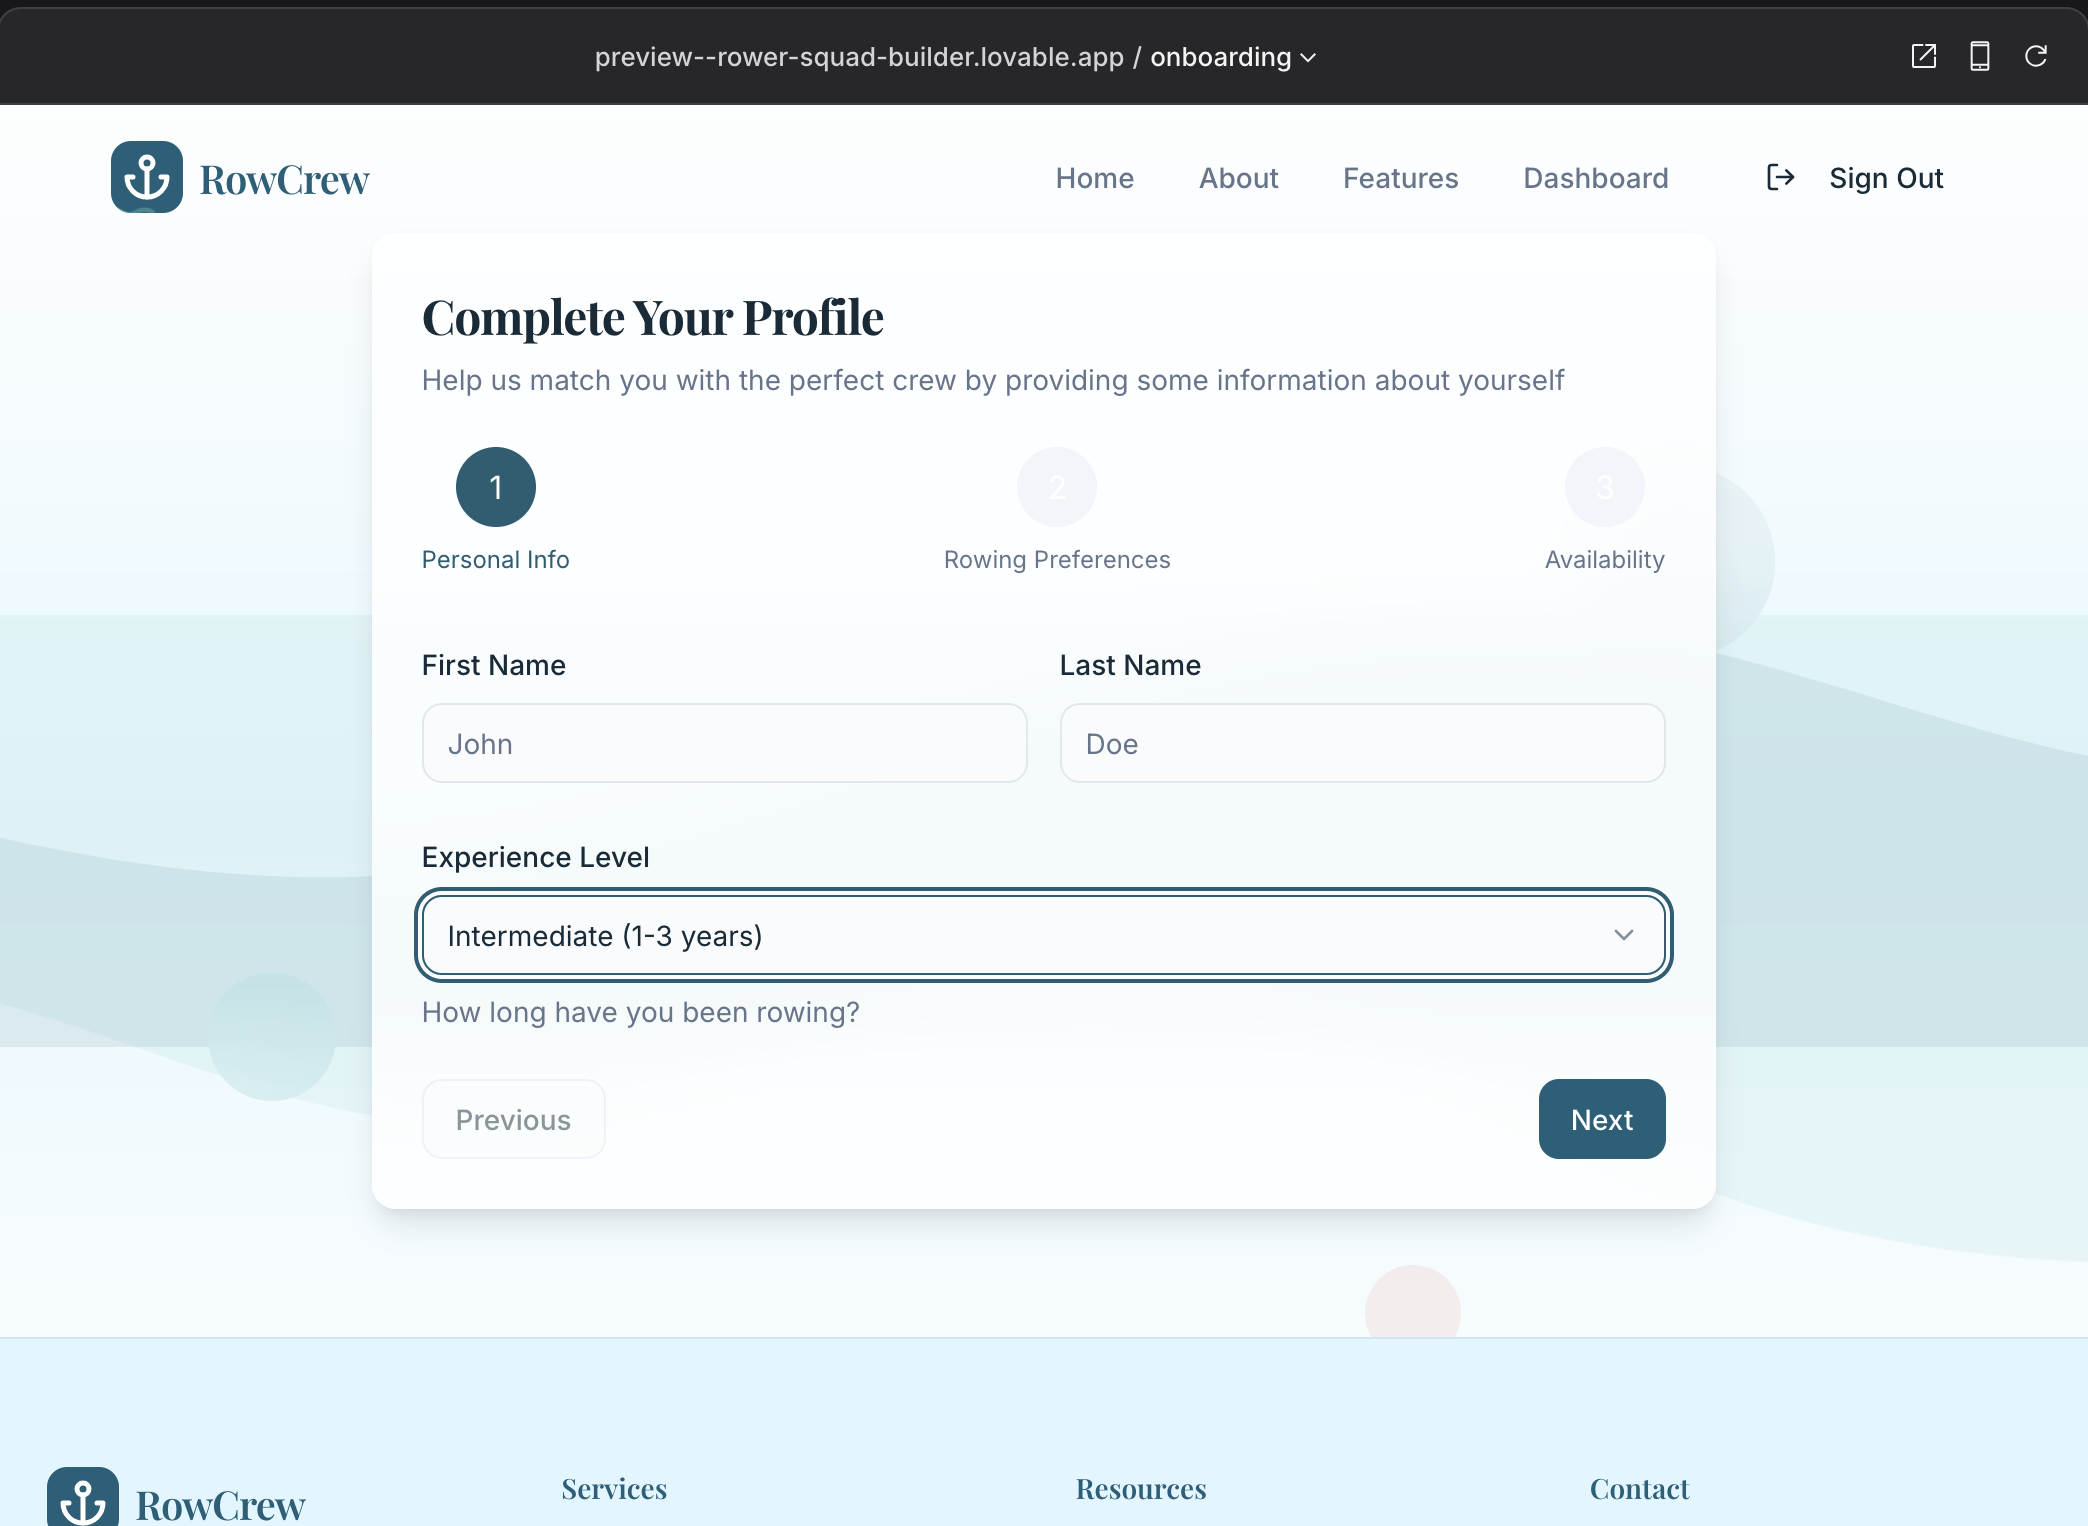 preview--rower-squad-builder.lovable.app / onboarding
RowCrew
Home About Features Dashboard Sign Out
Complete Your Profile
Help us match you with the perfect crew by providing some information about yourself
1 2 3
Personal Info Rowing Preferences Availability
First Name Last Name
John Doe
Experience Level
Intermediate (1-3 years)
How long have you been rowing?
Previous Next
RowCrew Services Resources Contact